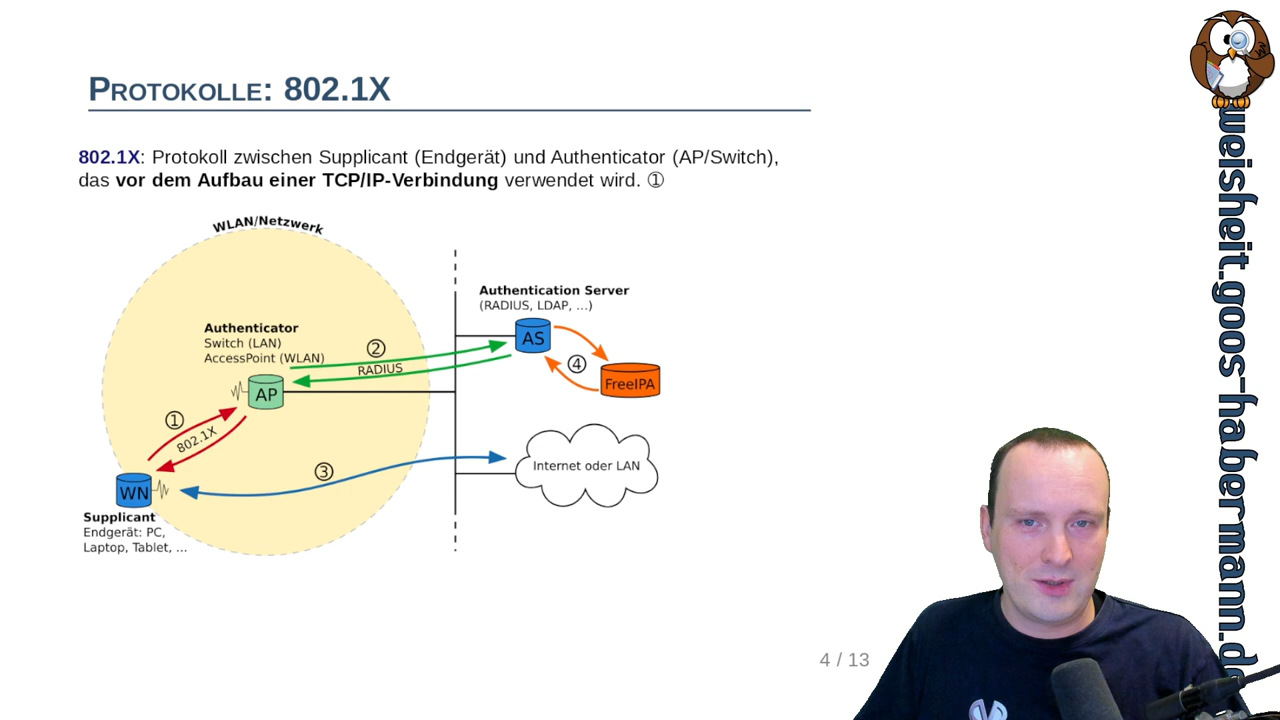 PROTOKOLLE: 802.1X
802.1X: Protokoll zwischen Supplicant (Endgerät) und Authenticator (AP/Switch),
das vor dem Aufbau einer TCP/IP-Verbindung verwendet wird. ①
WLAN/Netzwerk
Authentication Server
(RADIUS, LDAP, ...)
AS
④
FreeIPA
Authenticator
Switch (LAN)
AccessPoint (WLAN)
②
RADIUS
AP
①
802.1X
③
Internet oder LAN
WN
Supplicant
Endgerät: PC,
Laptop, Tablet, ...
4 / 13
weisheit.goos-habermann.de